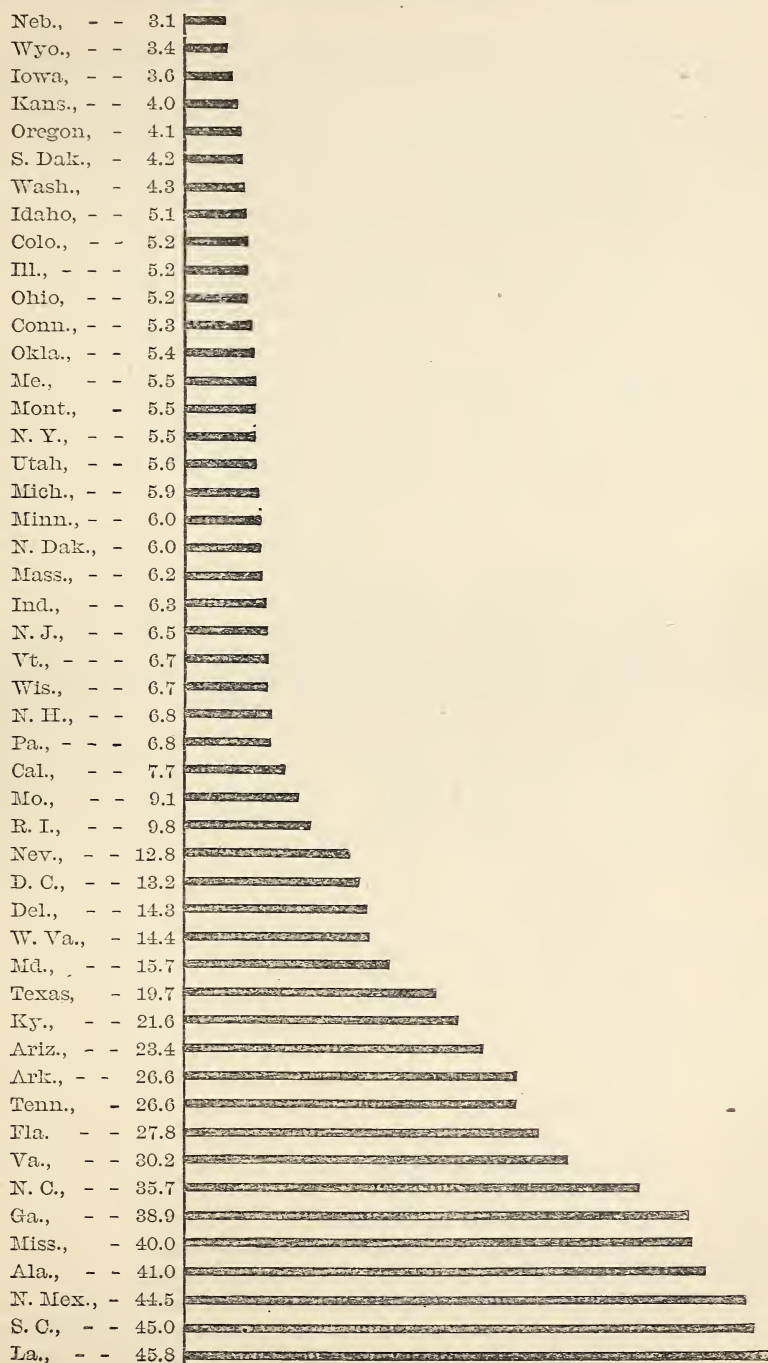 Neb., - - 3.1
Wyo., - - 3.4
Iowa, - - 3.6
Kans., - - 4.0
Oregon, - 4.1
S. Dak., - 4.2
Wash., - 4.3
Idaho, - - 5.1
Colo., - - 5.2
Ill., - - - 5.2
Ohio, - - 5.2
Conn., - - 5.3
Okla., - - 5.4
Me., - - 5.5
Mont., - 5.5
N. Y., - - 5.5
Utah, - - 5.6
Mich., - - 5.9
Minn., - - 6.0
N. Dak., - 6.0
Mass., - - 6.2
Ind., - - 6.3
N. J., - - 6.5
Vt., - - - 6.7
Wis., - - 6.7
N. H., - - 6.8
Pa., - - - 6.8
Cal., - - 7.7
Mo., - - 9.1
R. I., - - 9.8
Nev., - - 12.8
D. C., - - 13.2
Del., - - 14.3
W. Va., - 14.4
Md., - - 15.7
Texas, - 19.7
Ky., - - 21.6
Ariz., - - 23.4
Ark., - - 26.6
Tenn., - 26.6
Fla. - - 27.8
Va., - - 30.2
N. C., - - 35.7
Ga., - - 38.9
Miss., - 40.0
Ala., - - 41.0
N. Mex., - 44.5
S. C., - - 45.0
La., - - 45.8